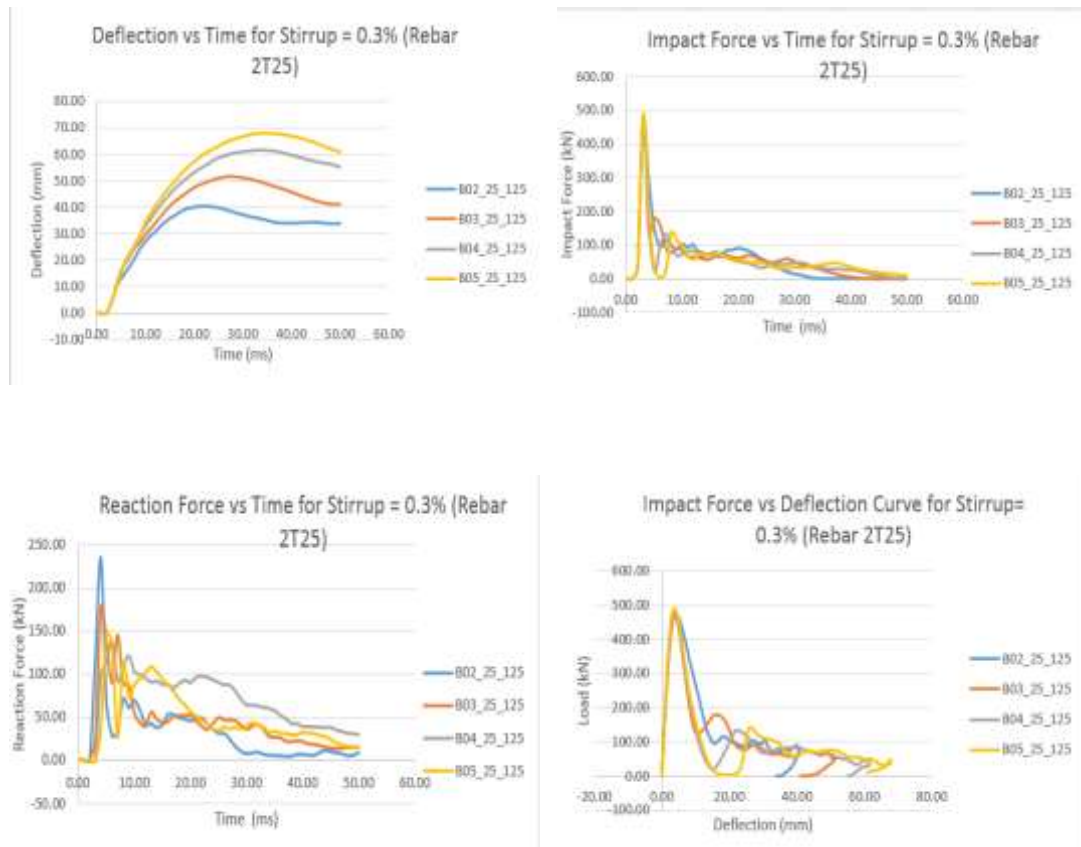 Deflection vs Time for Stirrup = 0.3% (Rebar
2T25)
80.00
70.00
60.00
50.00
40.00
30.00
20.00
10.00
0.00
-10.00
0.00 10.00 20.00 30.00 40.00 50.00 60.00
Deflection (mm)
Time (ms)
B02_25_125
B03_25_125
B04_25_125
B05_25_125
Impact Force vs Time for Stirrup = 0.3% (Rebar
2T25)
600.00
500.00
400.00
300.00
200.00
100.00
0.00
-100.00
0.00 10.00 20.00 30.00 40.00 50.00 60.00
Impact Force (kN)
Time (ms)
B02_25_125
B03_25_125
B04_25_125
B05_25_125
Reaction Force vs Time for Stirrup = 0.3% (Rebar
2T25)
250.00
200.00
150.00
100.00
50.00
0.00
-50.00
0.00 10.00 20.00 30.00 40.00 50.00 60.00
Reaction Force (kN)
Time (ms)
B02_25_125
B03_25_125
B04_25_125
B05_25_125
Impact Force vs Deflection Curve for Stirrup=
0.3% (Rebar 2T25)
600.00
500.00
400.00
300.00
200.00
100.00
0.00
-100.00
-20.00 0.00 20.00 40.00 60.00 80.00
Load (kN)
Deflection (mm)
B02_25_125
B03_25_125
B04_25_125
B05_25_125